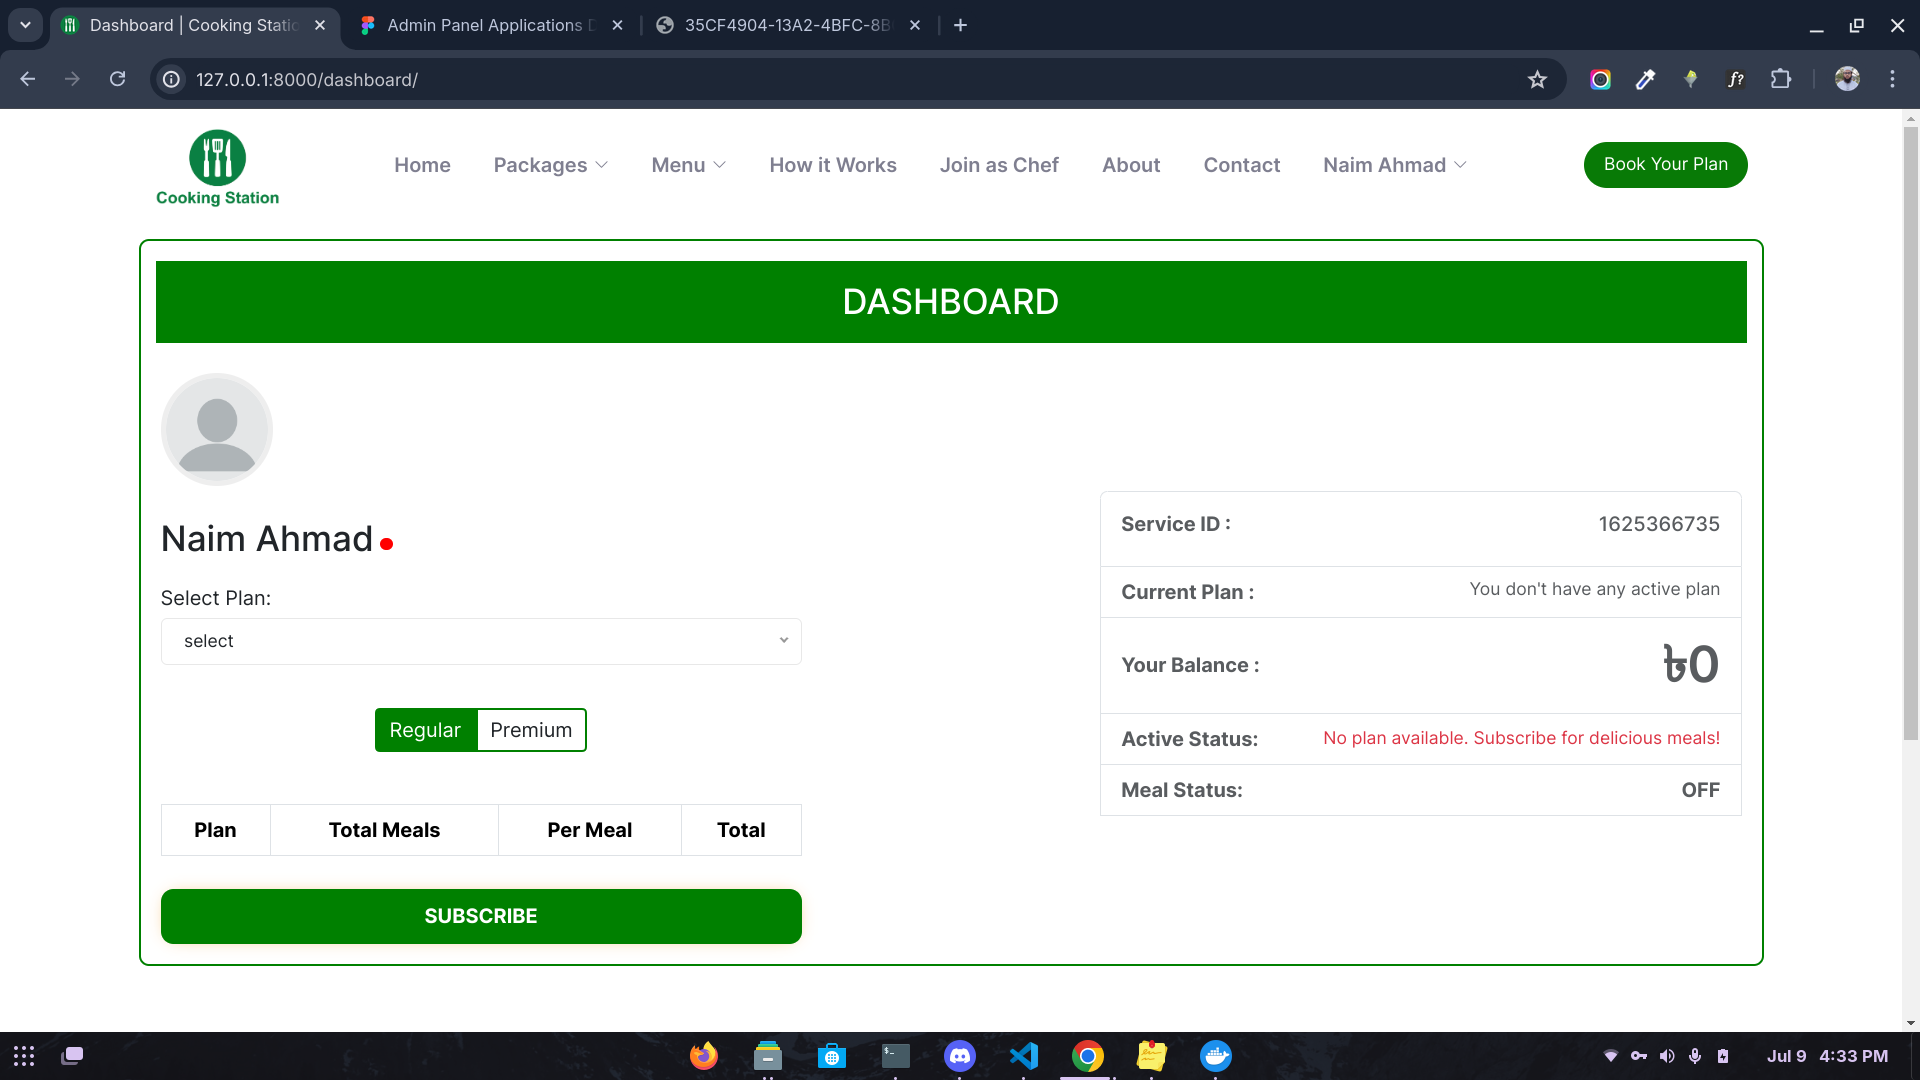 Dashboard | Cooking Statio
Admin Panel Applications D
35CF4904-13A2-4BFC-8B
127.0.0.1:8000/dashboard/
f?
Cooking Station
Home
Packages
Menu
How it Works
Join as Chef
About
Contact
Naim Ahmad
Book Your Plan
DASHBOARD
Naim Ahmad
Select Plan:
select
Regular
Premium
Plan
Total Meals
Per Meal
Total
SUBSCRIBE
Service ID :
1625366735
Current Plan :
You don't have any active plan
Your Balance :
৳0
Active Status:
No plan available. Subscribe for delicious meals!
Meal Status:
OFF
Jul 9 4:33 PM